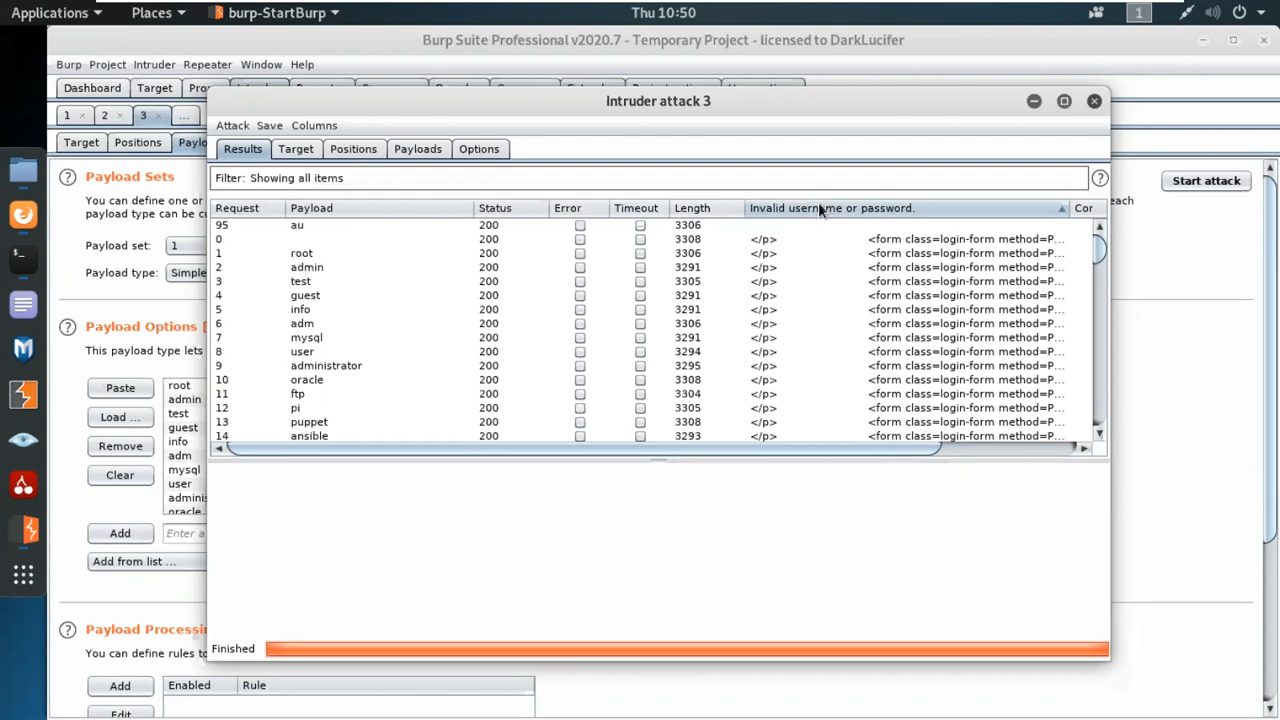 Applications Places burp-StartBurp Thu 10:50 1
Burp Suite Professional v2020.7 - Temporary Project - licensed to DarkLucifer
Burp Project Intruder Repeater Window Help
Dashboard Target
1 × 2 × 3 × ...
Target Positions
Intruder attack 3
Attack Save Columns
Results Target Positions Payloads Options
Filter: Showing all items ?
Request Payload Status Error Timeout Length Invalid username or password. Cor
95 au 200 3306
0 200 3308 </p> <form class=login-form method=P...
1 root 200 3306 </p> <form class=login-form method=P...
2 admin 200 3291 </p> <form class=login-form method=P...
3 test 200 3305 </p> <form class=login-form method=P...
4 guest 200 3291 </p> <form class=login-form method=P...
5 info 200 3291 </p> <form class=login-form method=P...
6 adm 200 3306 </p> <form class=login-form method=P...
7 mysql 200 3291 </p> <form class=login-form method=P...
8 user 200 3294 </p> <form class=login-form method=P...
9 administrator 200 3295 </p> <form class=login-form method=P...
10 oracle 200 3308 </p> <form class=login-form method=P...
11 ftp 200 3304 </p> <form class=login-form method=P...
12 pi 200 3305 </p> <form class=login-form method=P...
13 puppet 200 3308 </p> <form class=login-form method=P...
14 ansible 200 3293 </p> <form class=login-form method=P...
Finished
? Payload Sets
You can define one or
each
payload type can be cu
Start attack
Payload set: 1
Payload type: Simple
? Payload Options [
This payload type lets
Paste
Load ...
Remove
Clear
root
admin
test
guest
info
adm
mysql
user
adminis
oracle
Add Enter a
Add from list ...
? Payload Processi
You can define rules to
Add Enabled Rule
Edit